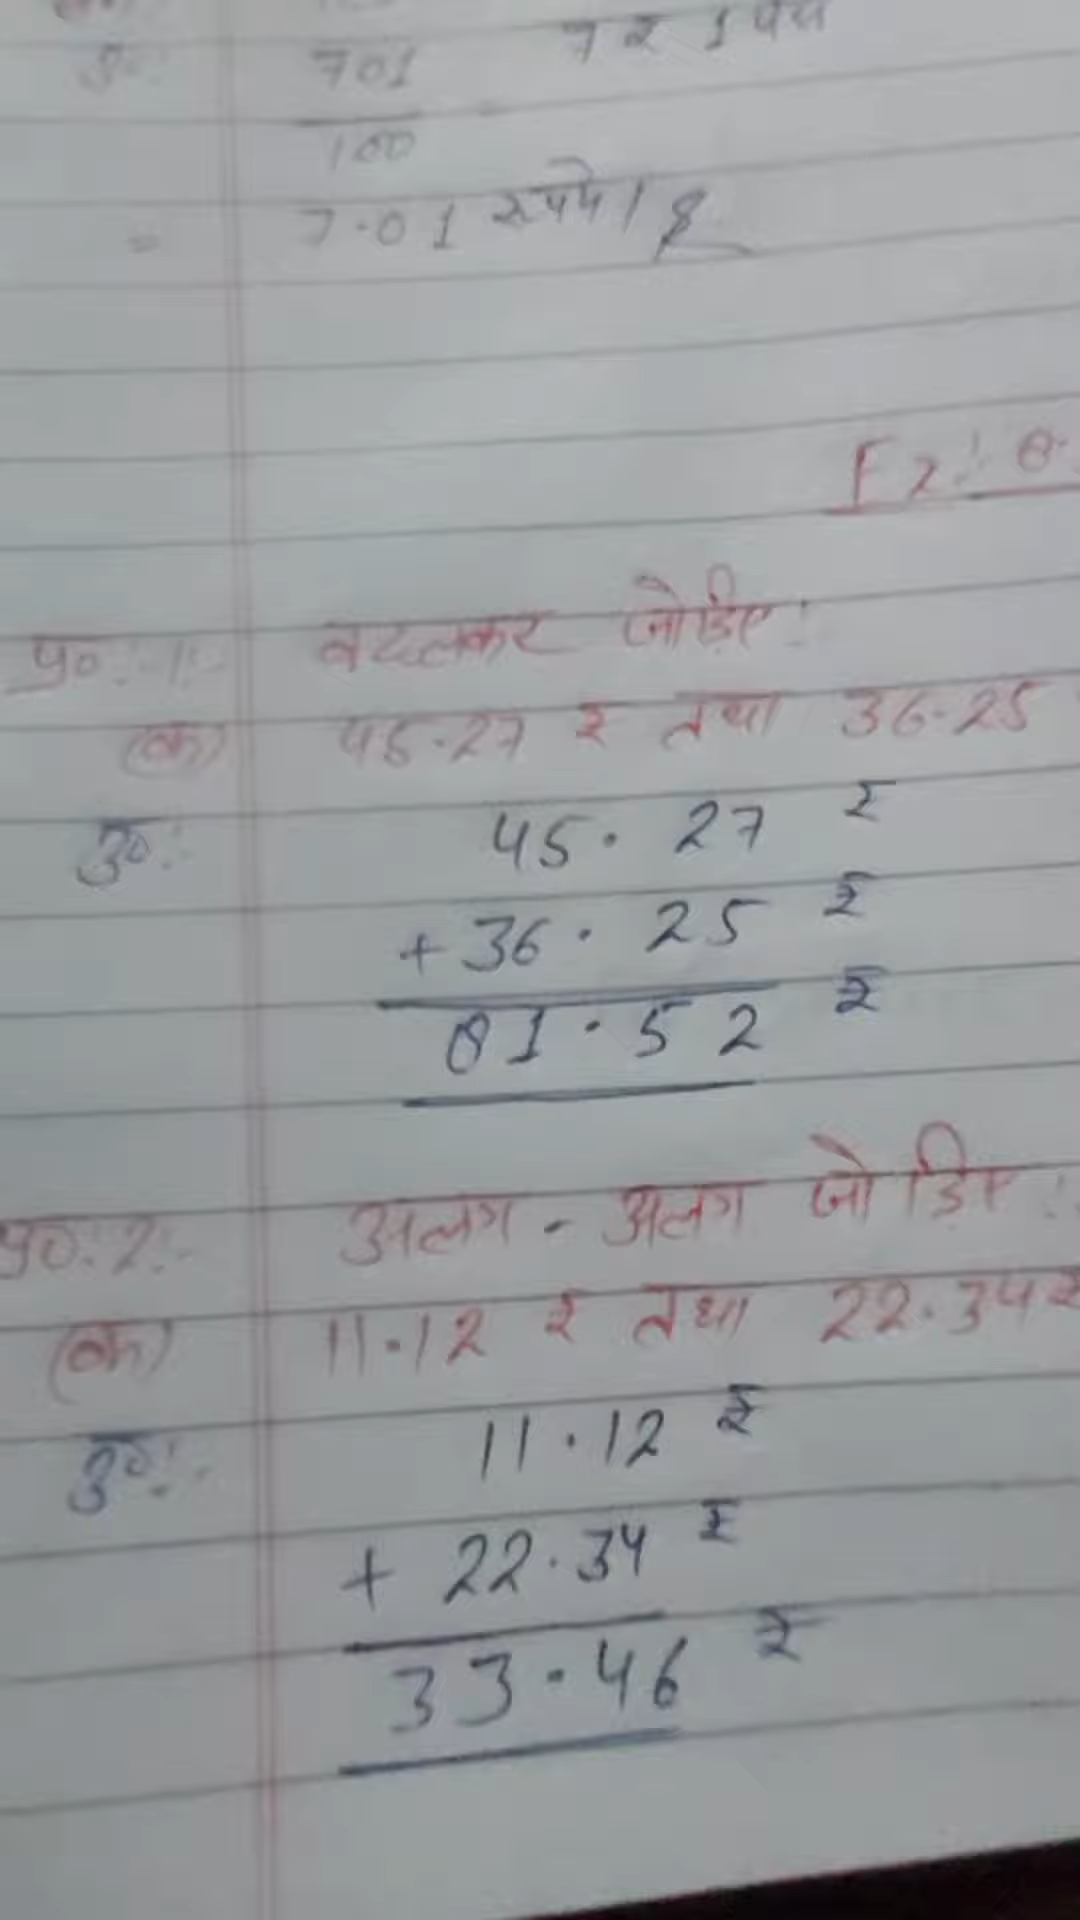 उ०:- 701 7 ₹ 1 पैसे
100
= 7.01 रूपये।
Ex:- 8.
प्र०:-1:- बदलकर जोड़िए:
(क) 45.27 ₹ तथा 36.25
उ०:- 45.27 ₹
+36.25 ₹
81.52 ₹
प्र०:2:- अलग-अलग जोड़िए:
(क) 11.12 ₹ तथा 22.34 ₹
उ०:- 11.12 ₹
+ 22.34 ₹
33.46 ₹